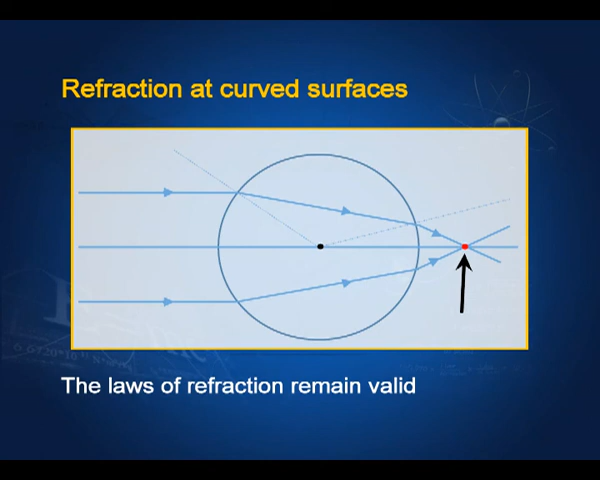 Refraction at curved surfaces
The laws of refraction remain valid